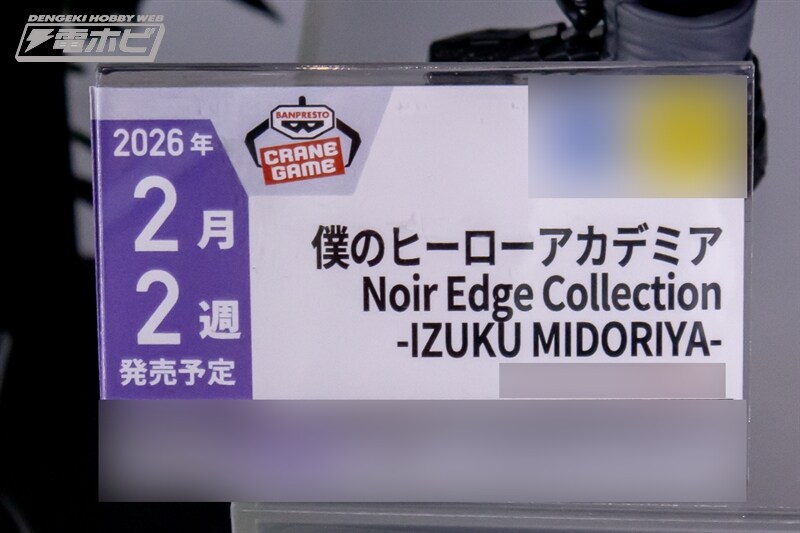 DENGEKI HOBBY WEB
電ホビ
BANPRESTO
CRANE
GAME
2026年
2月
2週
発売予定
僕のヒーローアカデミア
Noir Edge Collection
-IZUKU MIDORIYA-